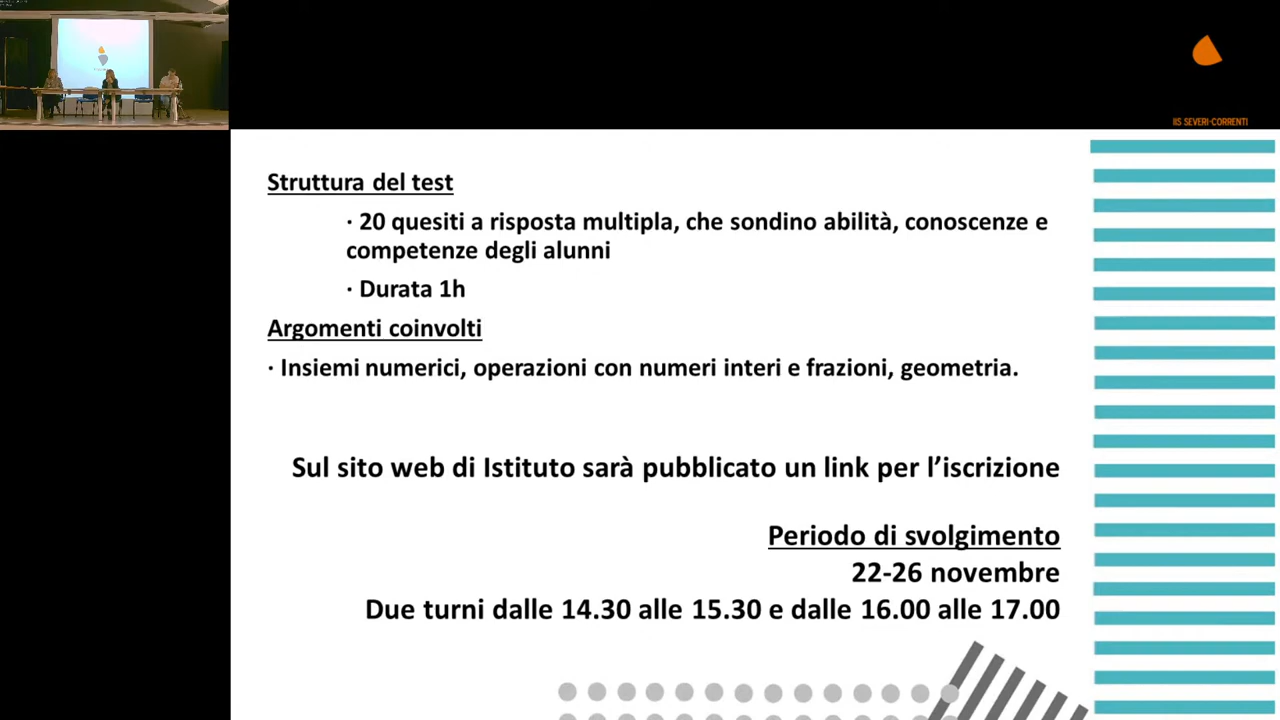 IIS SEVERI-CORRENTI
Struttura del test
· 20 quesiti a risposta multipla, che sondino abilità, conoscenze e
competenze degli alunni
· Durata 1h
Argomenti coinvolti
· Insiemi numerici, operazioni con numeri interi e frazioni, geometria.
Sul sito web di Istituto sarà pubblicato un link per l’iscrizione
Periodo di svolgimento
22-26 novembre
Due turni dalle 14.30 alle 15.30 e dalle 16.00 alle 17.00